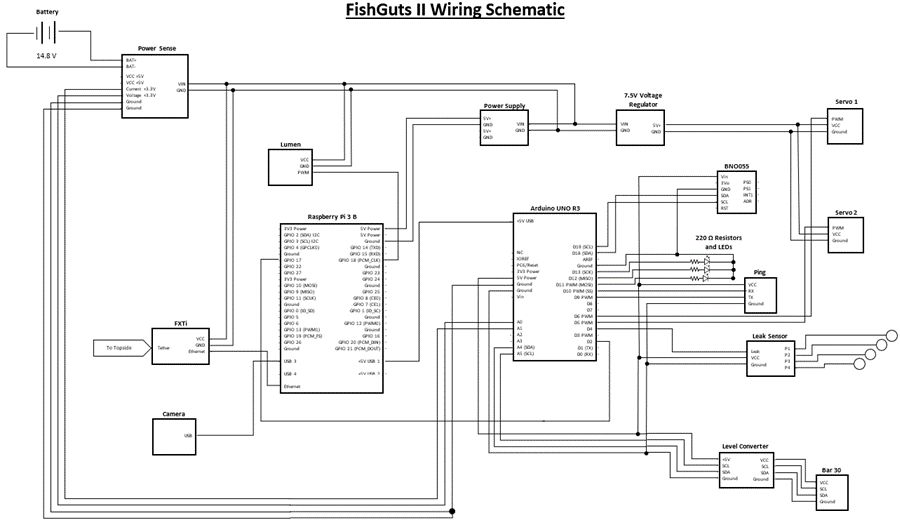 FishGuts II Wiring Schematic
Battery
14.8 V
Power Sense
BAT+
BAT-
VCC +5V
VCC +5V
Current +3.3V
Voltage +3.3V
Ground
Ground
VIN
GND
Lumen
VCC
GND
PWM
Power Supply
5V+
GND
5V+
GND
VIN
GND
7.5V Voltage
Regulator
VIN
GND
5V+
GND
Servo 1
PWM
VCC
Ground
Servo 2
PWM
VCC
Ground
BNO055
Vin
3Vo
GND
SDA
SCL
RST
PS0
PS1
INT1
ADR
220 Ω Resistors
and LEDs
Ping
VCC
RX
TX
Ground
Leak Sensor
Leak
VCC
Ground
P1
P2
P3
P4
Level Converter
+5V
SCL
SDA
Ground
VCC
SCL
SDA
Ground
Bar 30
VCC
SCL
SDA
Ground
Arduino UNO R3
+5V USB
NC
IOREF
3V3 Power
5V Power
Ground
Ground
Vin
A0
A1
A2
A3
A4 (SDA)
A5 (SCL)
D19 (SCL)
D18 (SDA)
AREF
Ground
D13 (SCK)
D12 (MISO)
D11 PWM (MOSI)
D10 PWM (SS)
D9 PWM
D8
D7
D6 PWM
D5 PWM
D4
D3 PWM
D2
D1 (TX)
D0 (RX)
Raspberry Pi 3 B
3V3 Power
GPIO 2 (SDA) I2C
GPIO 3 (SCL) I2C
GPIO 4 (GPCLK0)
Ground
GPIO 17
GPIO 27
GPIO 22
3V3 Power
GPIO 10 (MOSI)
GPIO 9 (MISO)
GPIO 11 (SCLK)
Ground
GPIO 0 (ID_SD)
GPIO 5
GPIO 6
GPIO 13 (PWM1)
GPIO 19 (PCM_FS)
GPIO 26
Ground
USB 3
USB 4
Ethernet
5V Power
5V Power
Ground
GPIO 14 (TXD)
GPIO 15 (RXD)
GPIO 18 (PCM_CLK)
Ground
GPIO 23
GPIO 24
Ground
GPIO 25
GPIO 8 (CE0)
GPIO 7 (CE1)
GPIO 1 (ID_SC)
Ground
GPIO 12 (PWM0)
Ground
GPIO 16
GPIO 20 (PCM_DIN)
GPIO 21 (PCM_DOUT)
+5V USB 1
FXTi
To Topside
Tether
VCC
GND
Ethernet
Camera
USB